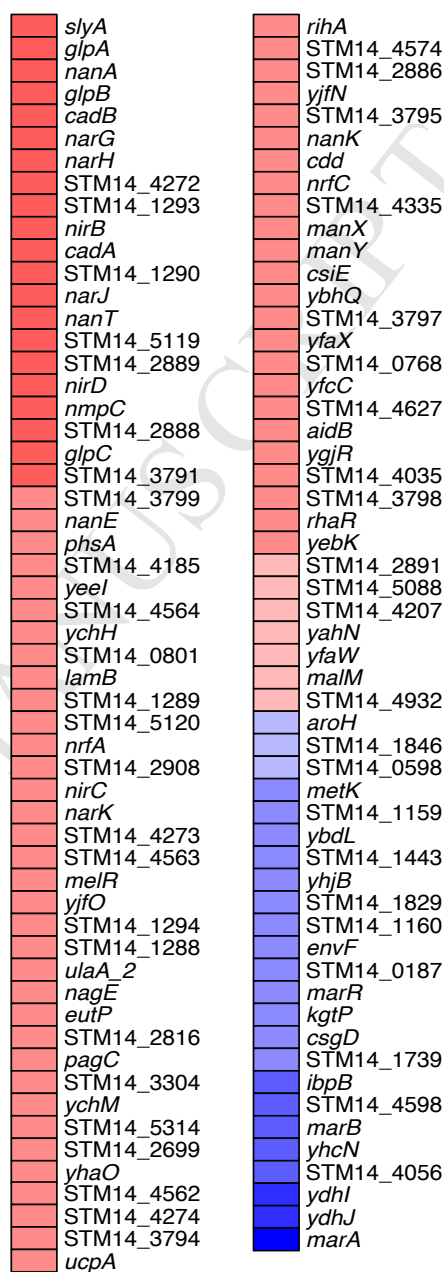 slyA
glpA
nanA
glpB
cadB
narG
narH
STM14_4272
STM14_1293
nirB
cadA
STM14_1290
narJ
nanT
STM14_5119
STM14_2889
nirD
nmpC
STM14_2888
glpC
STM14_3791
STM14_3799
nanE
phsA
STM14_4185
yeeI
STM14_4564
ychH
STM14_0801
lamB
STM14_1289
STM14_5120
nrfA
STM14_2908
nirC
narK
STM14_4273
STM14_4563
melR
yjfO
STM14_1294
STM14_1288
ulaA_2
nagE
eutP
STM14_2816
pagC
STM14_3304
ychM
STM14_5314
STM14_2699
yhaO
STM14_4562
STM14_4274
STM14_3794
ucpA
rihA
STM14_4574
STM14_2886
yjfN
STM14_3795
nanK
cdd
nrfC
STM14_4335
manX
manY
csiE
ybhQ
STM14_3797
yfaX
STM14_0768
yfcC
STM14_4627
aidB
ygjR
STM14_4035
STM14_3798
rhaR
yebK
STM14_2891
STM14_5088
STM14_4207
yahN
yfaW
malM
STM14_4932
aroH
STM14_1846
STM14_0598
metK
STM14_1159
ybdL
STM14_1443
yhjB
STM14_1829
STM14_1160
envF
STM14_0187
marR
kgtP
csgD
STM14_1739
ibpB
STM14_4598
marB
yhcN
STM14_4056
ydhI
ydhJ
marA
MANUSCRIPT